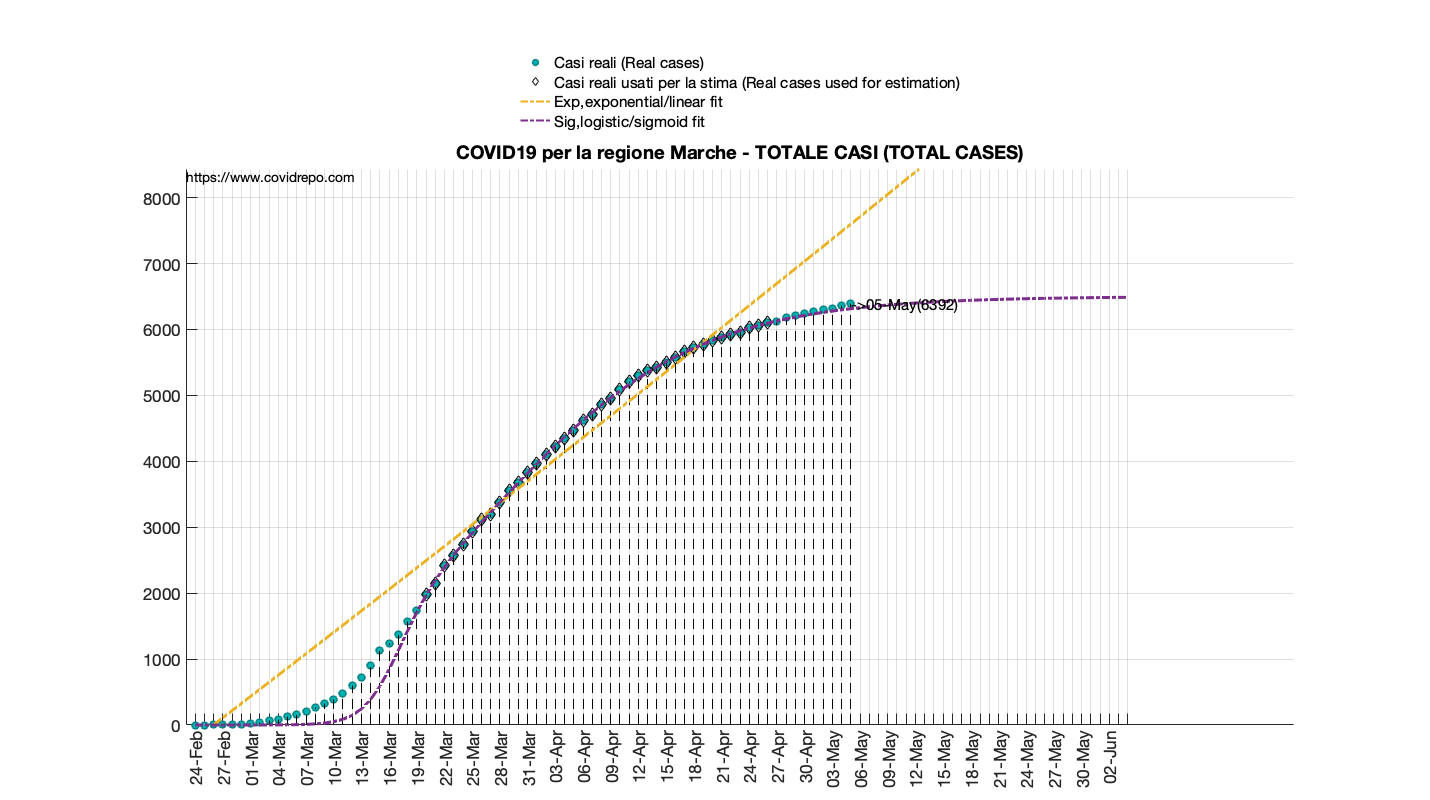 Casi reali (Real cases)
Casi reali usati per la stima (Real cases used for estimation)
Exp,exponential/linear fit
Sig,logistic/sigmoid fit
COVID19 per la regione Marche - TOTALE CASI (TOTAL CASES)
https://www.covidrepo.com
8000
7000
6000
5000
4000
3000
2000
1000
0
->05-May(6392)
24-Feb
27-Feb
01-Mar
04-Mar
07-Mar
10-Mar
13-Mar
16-Mar
19-Mar
22-Mar
25-Mar
28-Mar
31-Mar
03-Apr
06-Apr
09-Apr
12-Apr
15-Apr
18-Apr
21-Apr
24-Apr
27-Apr
30-Apr
03-May
06-May
09-May
12-May
15-May
18-May
21-May
24-May
27-May
30-May
02-Jun